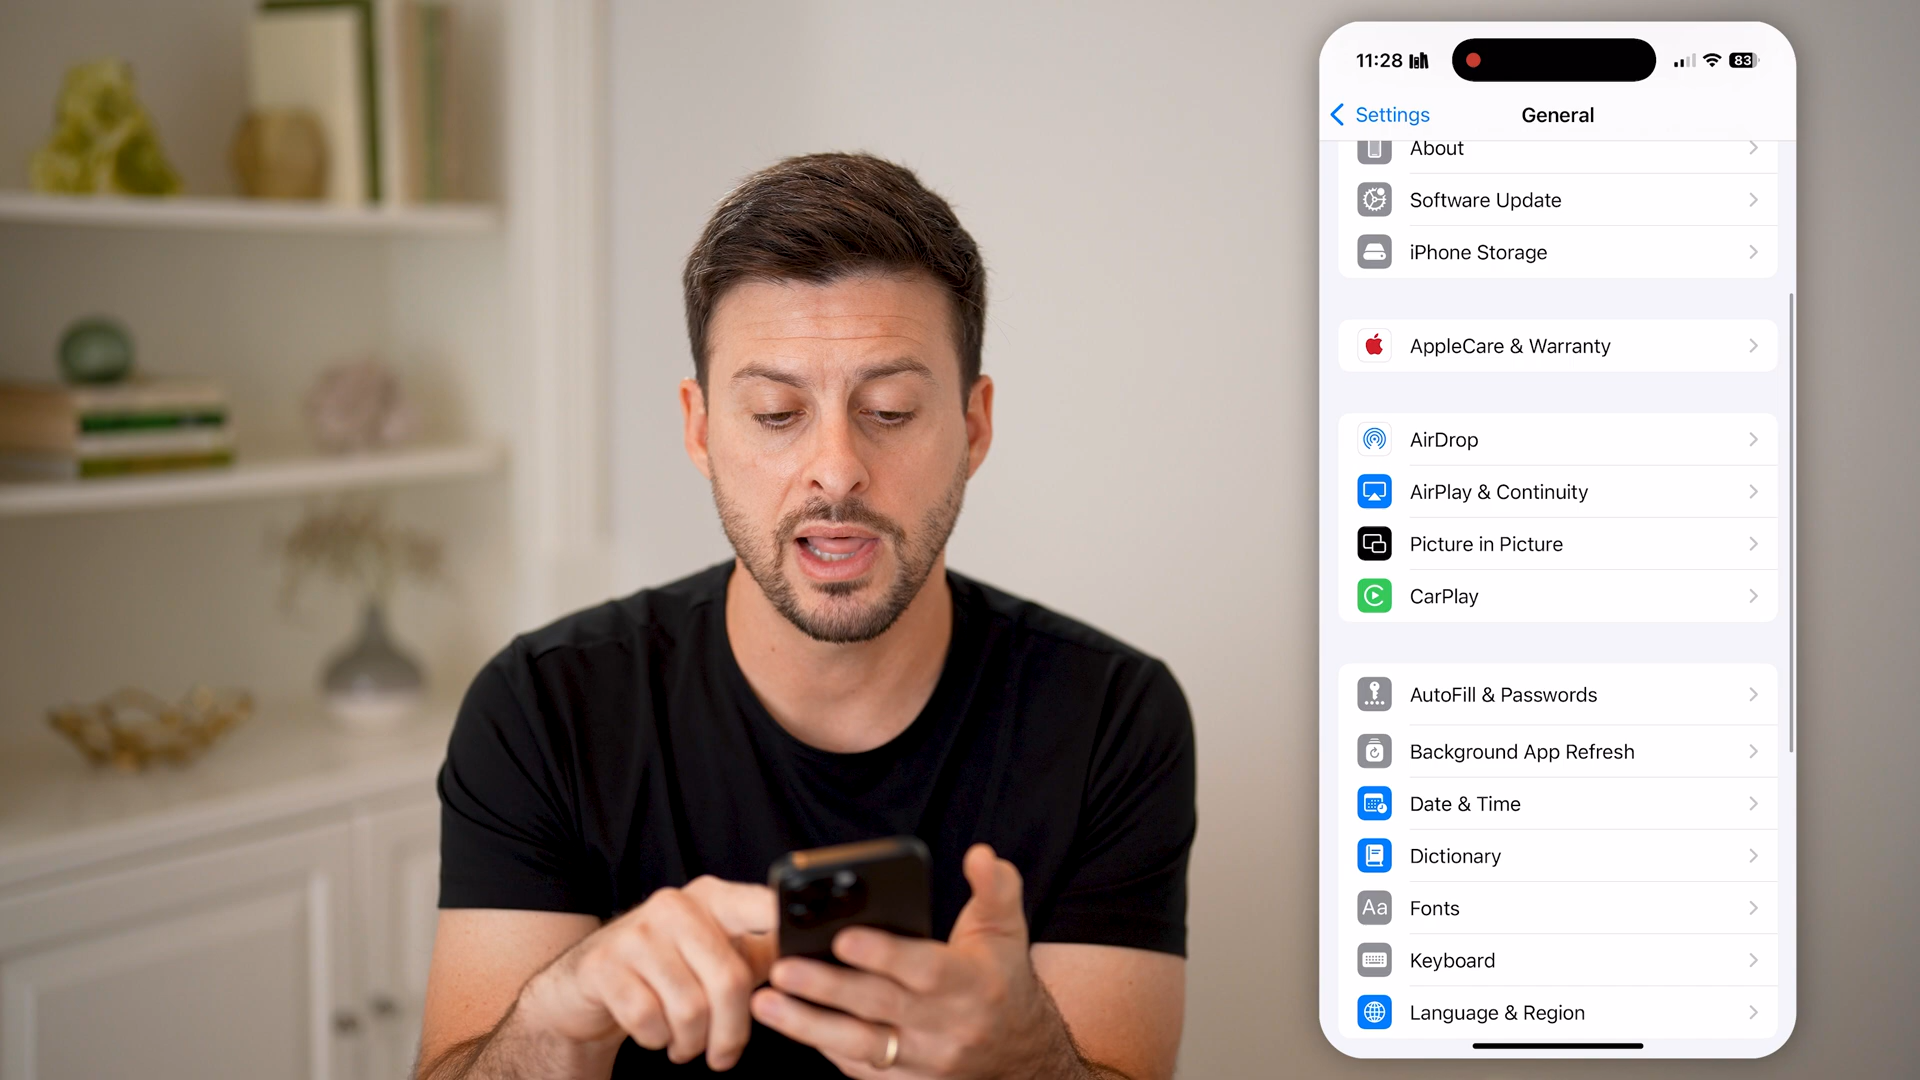 11:28
83
Settings
General
About
Software Update
iPhone Storage
AppleCare & Warranty
AirDrop
AirPlay & Continuity
Picture in Picture
CarPlay
AutoFill & Passwords
Background App Refresh
Date & Time
Dictionary
Aa
Fonts
Keyboard
Language & Region